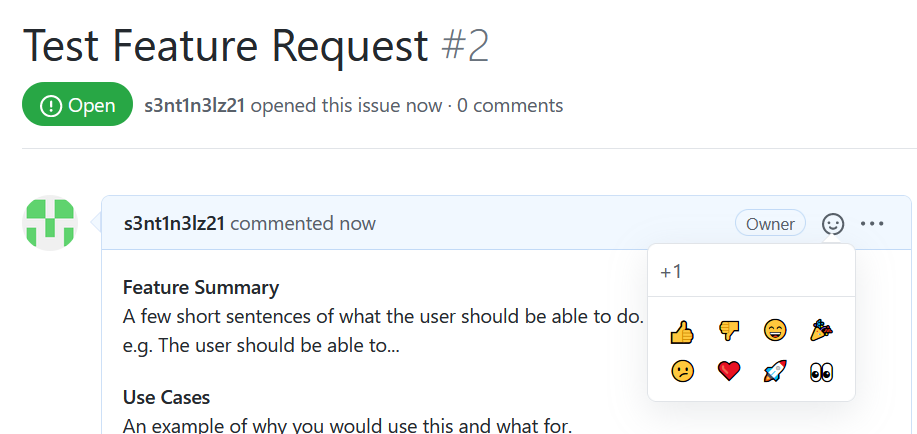 Test Feature Request #2
Open s3nt1n3lz21 opened this issue now · 0 comments
s3nt1n3lz21 commented now Owner
+1
Feature Summary
A few short sentences of what the user should be able to do.
e.g. The user should be able to...
Use Cases
An example of why you would use this and what for.